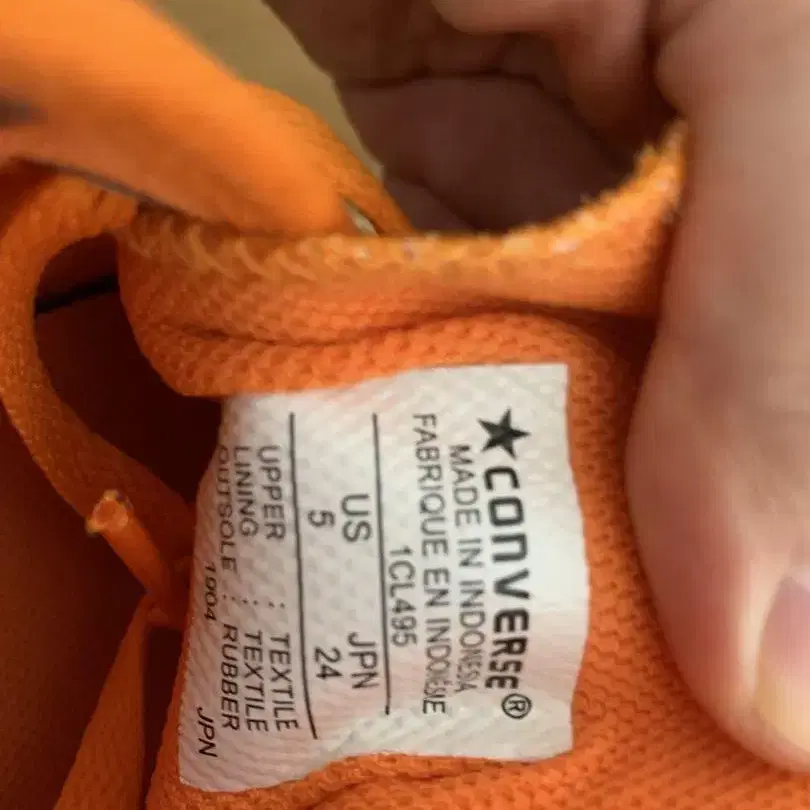 ★CONVERSE®
MADE IN INDONESIA
FABRIQUE EN INDONÉSIE
1CL495
US JPN
5 24
UPPER : TEXTILE
LINING : TEXTILE
OUTSOLE : RUBBER
1904 JPN